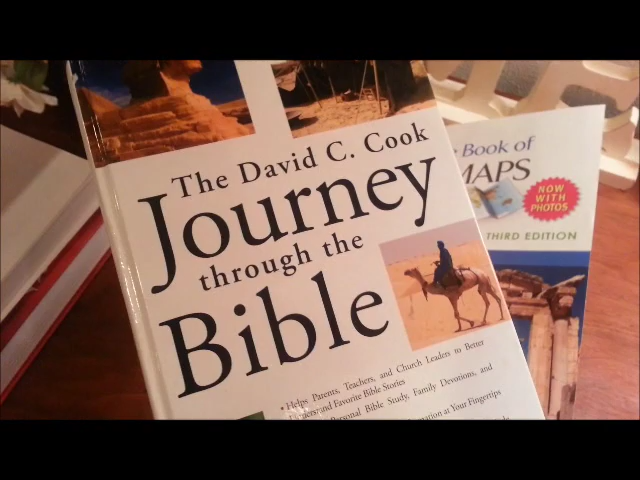 The David C. Cook
Journey
through the
Bible
• Helps Parents, Teachers, and Church Leaders to Better
Understand Favorite Bible Stories
Personal Bible Study, Family Devotions, and
at Your Fingertips
Book of
MAPS
NOW
WITH
PHOTOS
THIRD EDITION